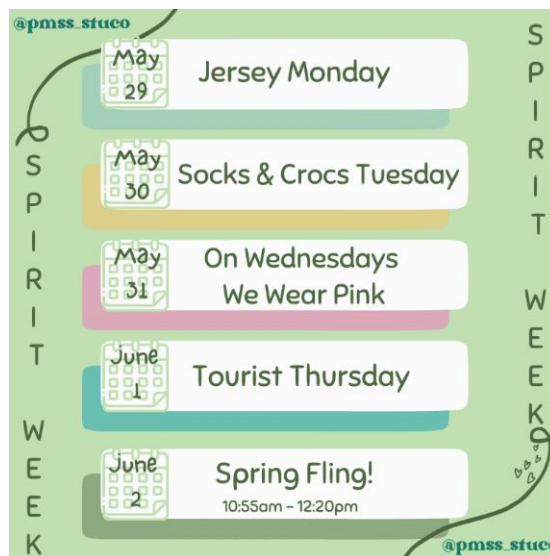 @pmss_stuco
SPIRIT WEEK
May
29
Jersey Monday
May
30
Socks & Crocs Tuesday
May
31
On Wednesdays
We Wear Pink
June
1
Tourist Thursday
June
2
Spring Fling!
10:55am - 12:20pm
SPIRIT WEEK
@pmss_stuco